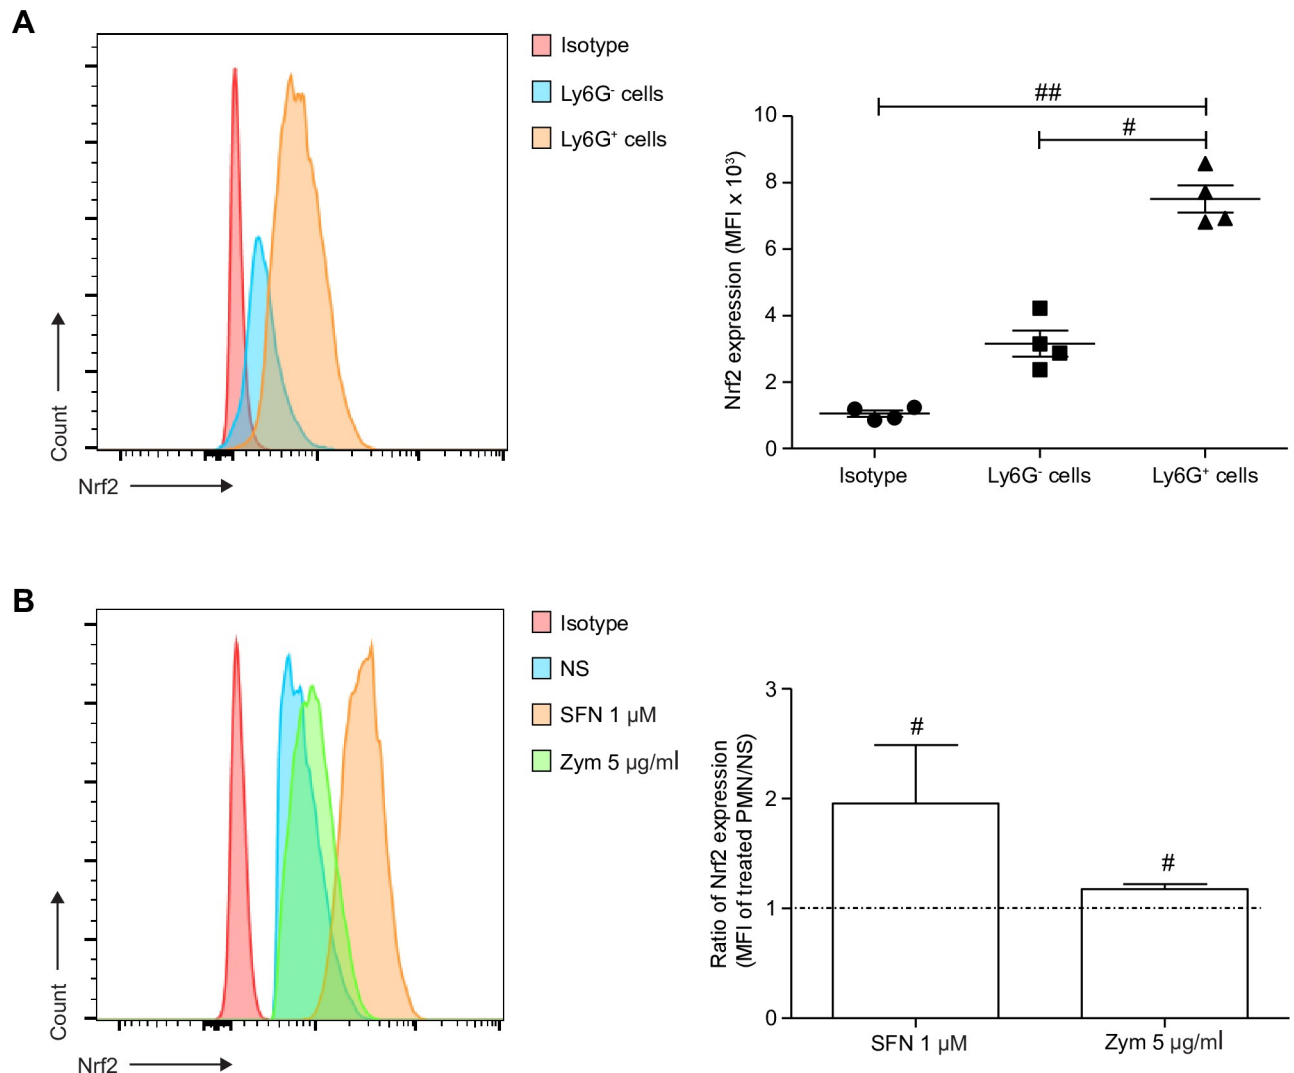 A
Isotype
Ly6G⁻ cells
Ly6G⁺ cells
Count
Nrf2
##
#
Nrf2 expression (MFI x 10³)
10
8
6
4
2
0
Isotype
Ly6G⁻ cells
Ly6G⁺ cells
B
Isotype
NS
SFN 1 µM
Zym 5 µg/ml
Count
Nrf2
Ratio of Nrf2 expression
(MFI of treated PMN/NS)
3
2
1
0
#
#
SFN 1 µM
Zym 5 µg/ml